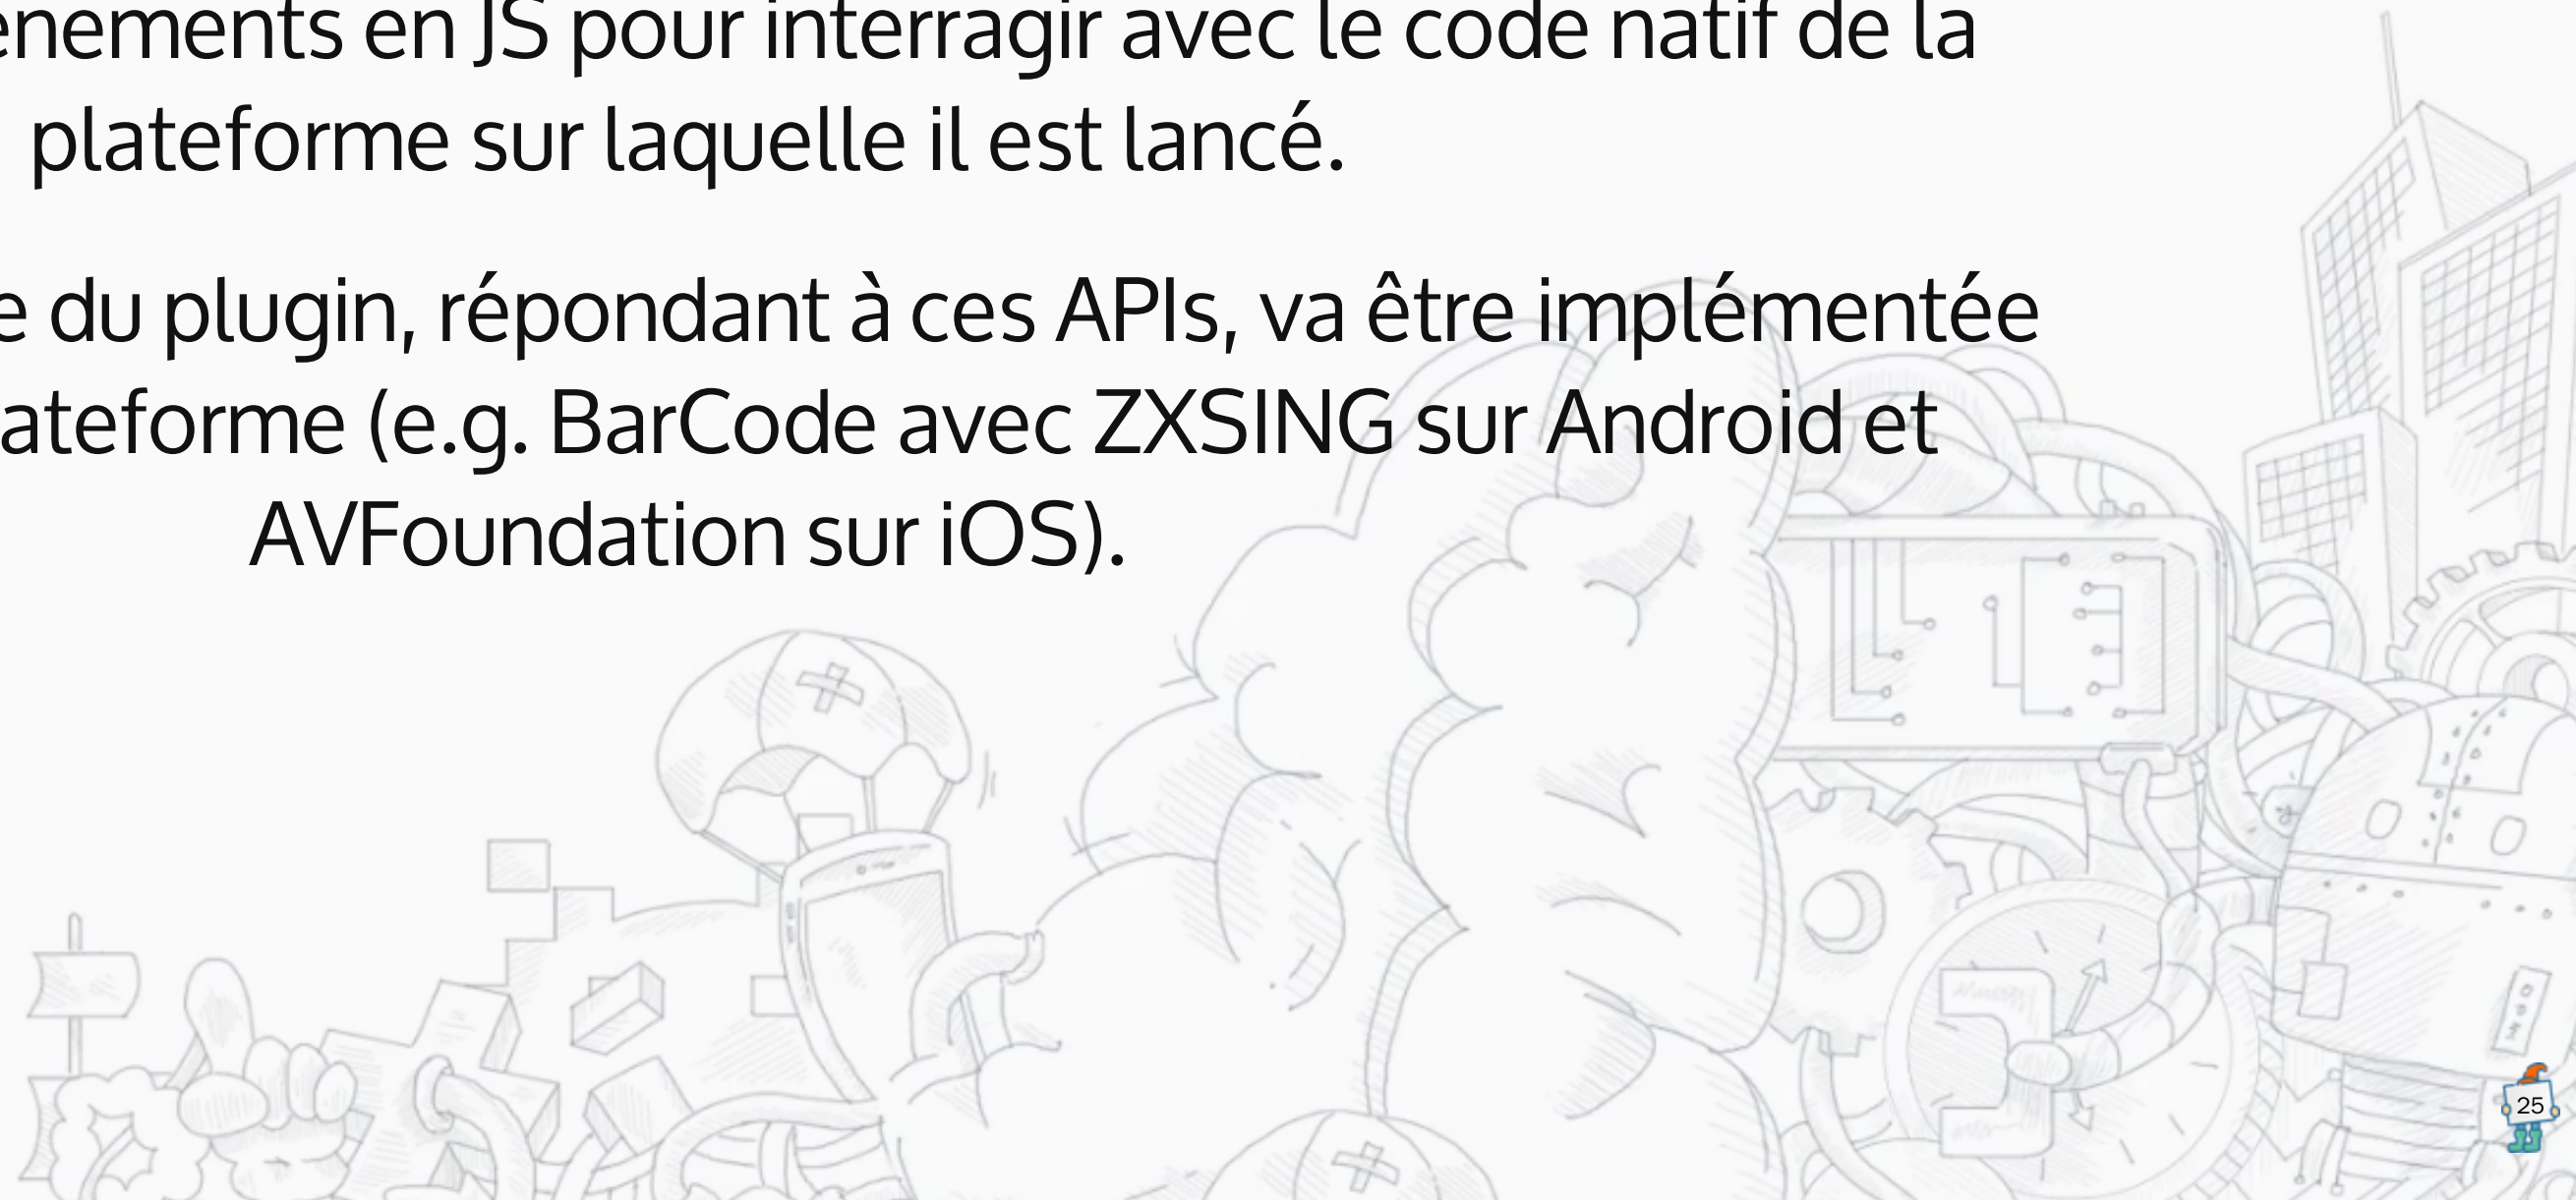 ènements en JS pour interragir avec le code natif de la
plateforme sur laquelle il est lancé.
e du plugin, répondant à ces APIs, va être implémentée
ateforme (e.g. BarCode avec ZXSING sur Android et
AVFoundation sur iOS).
25